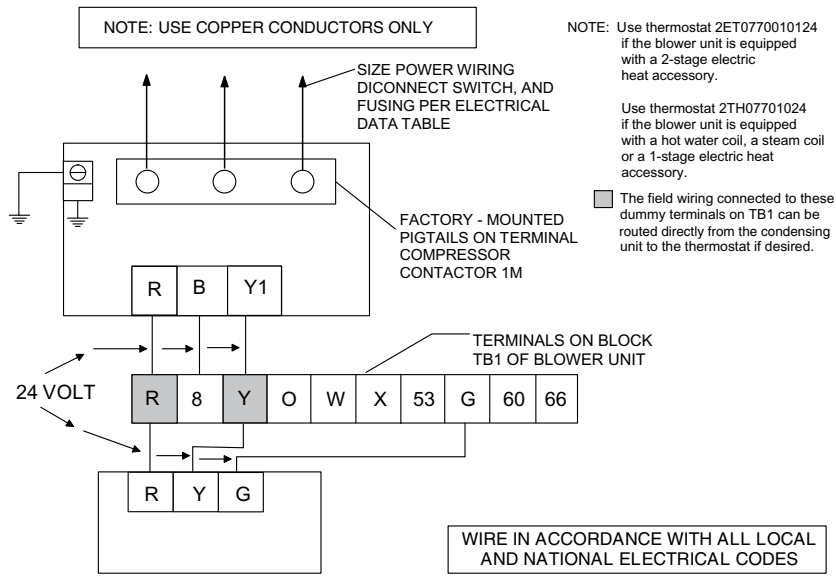 NOTE: USE COPPER CONDUCTORS ONLY
NOTE: Use thermostat 2ET0770010124
if the blower unit is equipped
with a 2-stage electric
heat accessory.
Use thermostat 2TH07701024
if the blower unit is equipped
with a hot water coil, a steam coil
or a 1-stage electric heat
accessory.
The field wiring connected to these
dummy terminals on TB1 can be
routed directly from the condensing
unit to the thermostat if desired.
SIZE POWER WIRING
DICONNECT SWITCH, AND
FUSING PER ELECTRICAL
DATA TABLE
FACTORY - MOUNTED
PIGTAILS ON TERMINAL
COMPRESSOR
CONTACTOR 1M
R B Y1
TERMINALS ON BLOCK
TB1 OF BLOWER UNIT
24 VOLT
R 8 Y O W X 53 G 60 66
R Y G
WIRE IN ACCORDANCE WITH ALL LOCAL
AND NATIONAL ELECTRICAL CODES